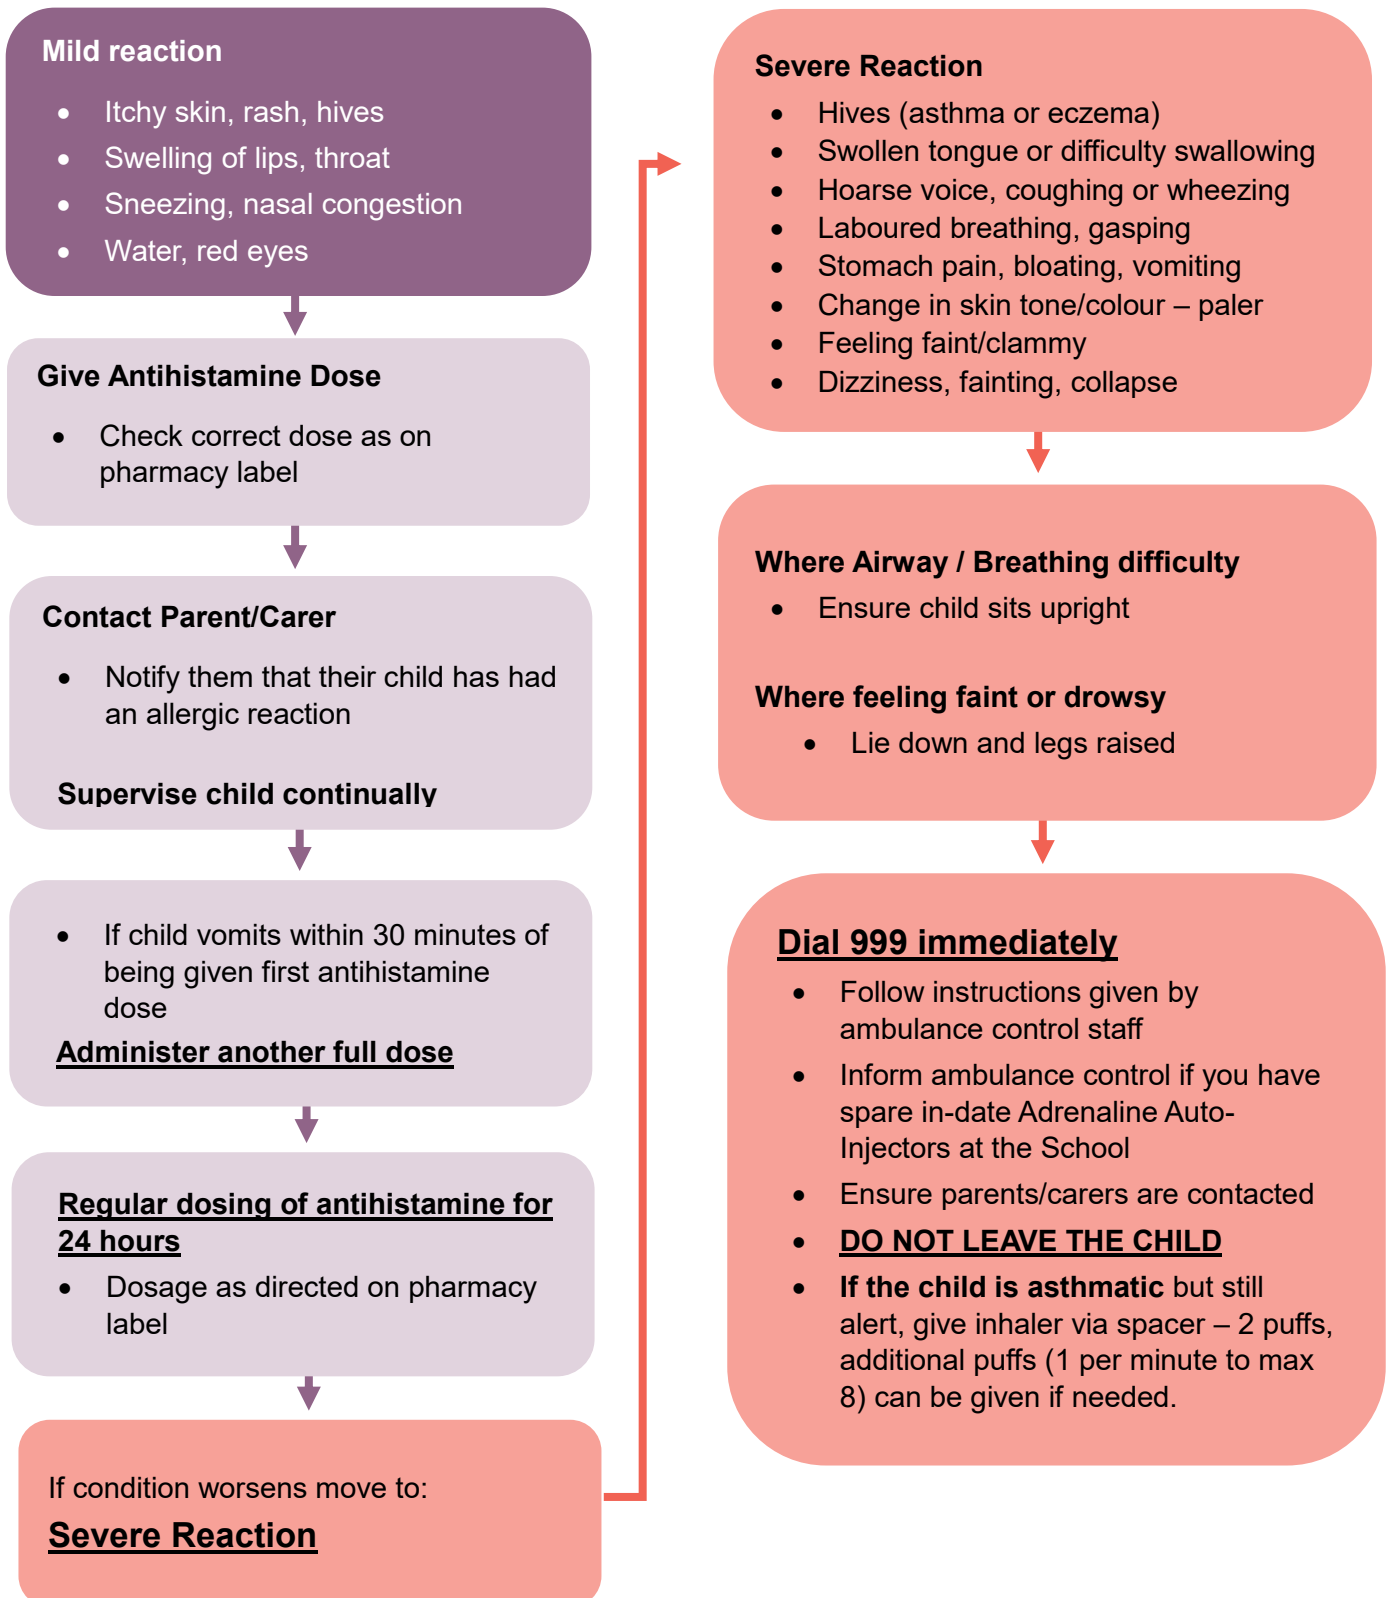 Mild reaction
• Itchy skin, rash, hives
• Swelling of lips, throat
• Sneezing, nasal congestion
• Water, red eyes
Give Antihistamine Dose
• Check correct dose as on
pharmacy label
Contact Parent/Carer
• Notify them that their child has had
an allergic reaction
Supervise child continually
• If child vomits within 30 minutes of
being given first antihistamine
dose
Administer another full dose
Regular dosing of antihistamine for
24 hours
• Dosage as directed on pharmacy
label
If condition worsens move to:
Severe Reaction
Severe Reaction
• Hives (asthma or eczema)
• Swollen tongue or difficulty swallowing
• Hoarse voice, coughing or wheezing
• Laboured breathing, gasping
• Stomach pain, bloating, vomiting
• Change in skin tone/colour – paler
• Feeling faint/clammy
• Dizziness, fainting, collapse
Where Airway / Breathing difficulty
• Ensure child sits upright
Where feeling faint or drowsy
• Lie down and legs raised
Dial 999 immediately
• Follow instructions given by
ambulance control staff
• Inform ambulance control if you have
spare in-date Adrenaline Auto-
Injectors at the School
• Ensure parents/carers are contacted
• DO NOT LEAVE THE CHILD
• If the child is asthmatic but still
alert, give inhaler via spacer – 2 puffs,
additional puffs (1 per minute to max
8) can be given if needed.